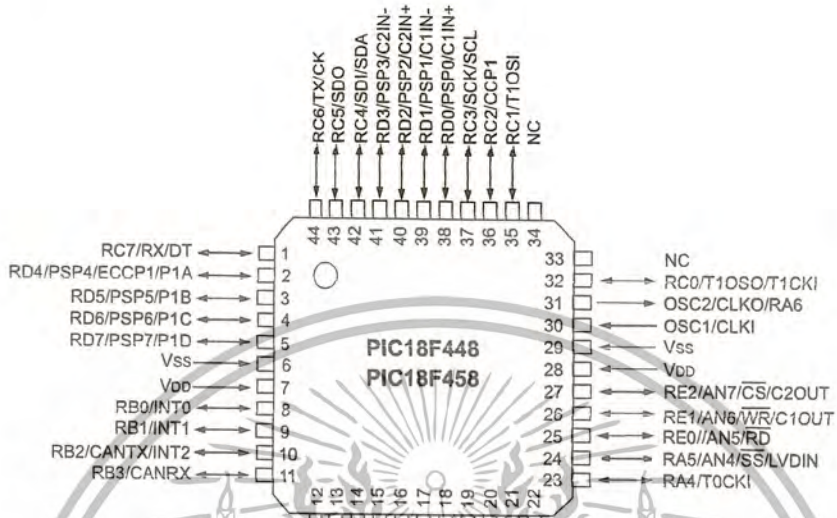 RC6/TX/CK
RC5/SDO
RC4/SDI/SDA
RD3/PSP3/C2IN-
RD2/PSP2/C2IN+
RD1/PSP1/C1IN-
RD0/PSP0/C1IN+
RC3/SCK/SCL
RC2/CCP1
RC1/T1OSI
NC
44 43 42 41 40 39 38 37 36 35 34
RC7/RX/DT 1
RD4/PSP4/ECCP1/P1A 2
RD5/PSP5/P1B 3
RD6/PSP6/P1C 4
RD7/PSP7/P1D 5
VSS 6
VDD 7
RB0/INT0 8
RB1/INT1 9
RB2/CANTX/INT2 10
RB3/CANRX 11
PIC18F448
PIC18F458
33 NC
32 RC0/T1OSO/T1CKI
31 OSC2/CLKO/RA6
30 OSC1/CLKI
29 VSS
28 VDD
27 RE2/AN7/CS/C2OUT
26 RE1/AN6/WR/C1OUT
25 RE0//AN5/RD
24 RA5/AN4/SS/LVDIN
23 RA4/T0CKI
12 13 14 15 16 17 18 19 20 21 22